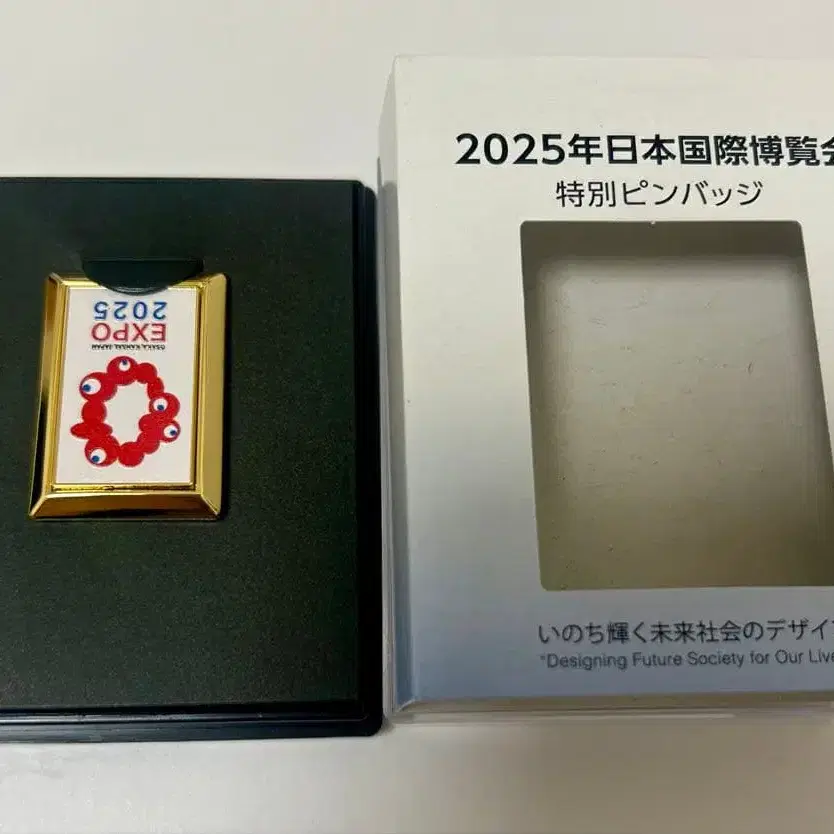 2025
EXPO
OSAKA, KANSAI, JAPAN
2025年日本国際博覧会
特別ピンバッジ
いのち輝く未来社会のデザイ
"Designing Future Society for Our Live